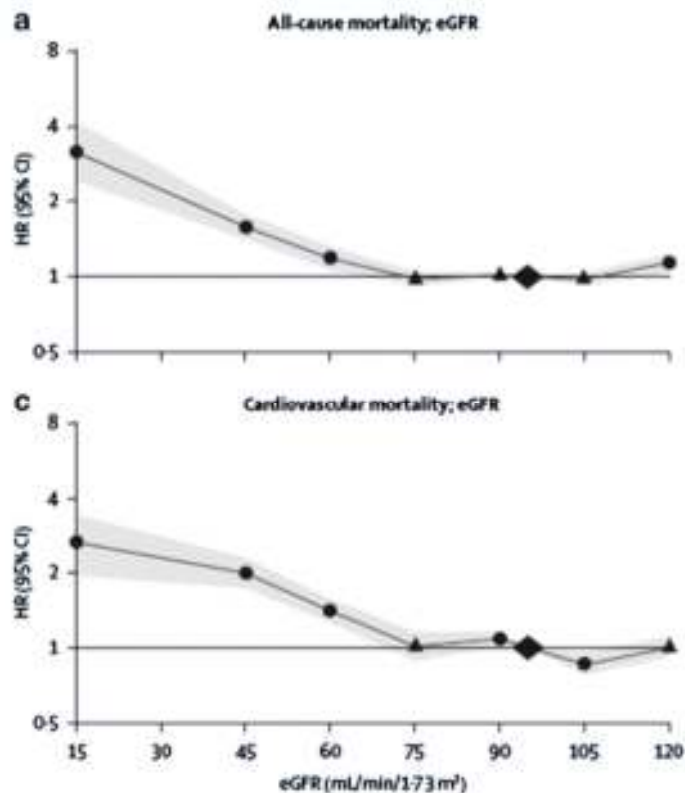 a
All-cause mortality; eGFR
8
4
2
1
0·5
HR (95% CI)
c
Cardiovascular mortality; eGFR
8
4
2
1
0·5
HR (95% CI)
15 30 45 60 75 90 105 120
eGFR (mL/min/1·73 m²)